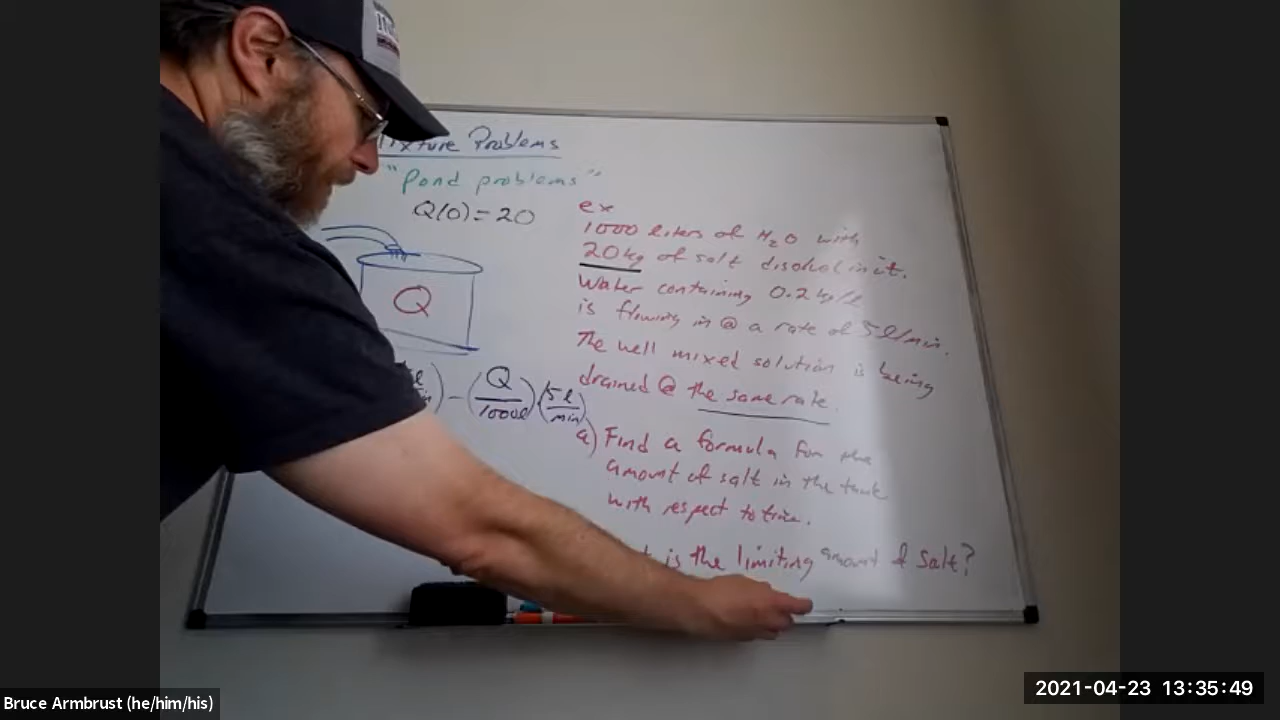 ixture Problems
"Pond problems"
Q(0)=20
Q
- (Q/1000l)(5l/min)
ex
1000 liters of H₂O with
20kg of salt disolved in it.
Water containing 0.2 kg/l
is flowing in @ a rate of 5l/min.
The well mixed solution is being
drained @ the same rate.
a) Find a formula for the
amount of salt in the tank
with respect to time.
is the limiting amount of salt?
Bruce Armbrust (he/him/his)
2021-04-23 13:35:49